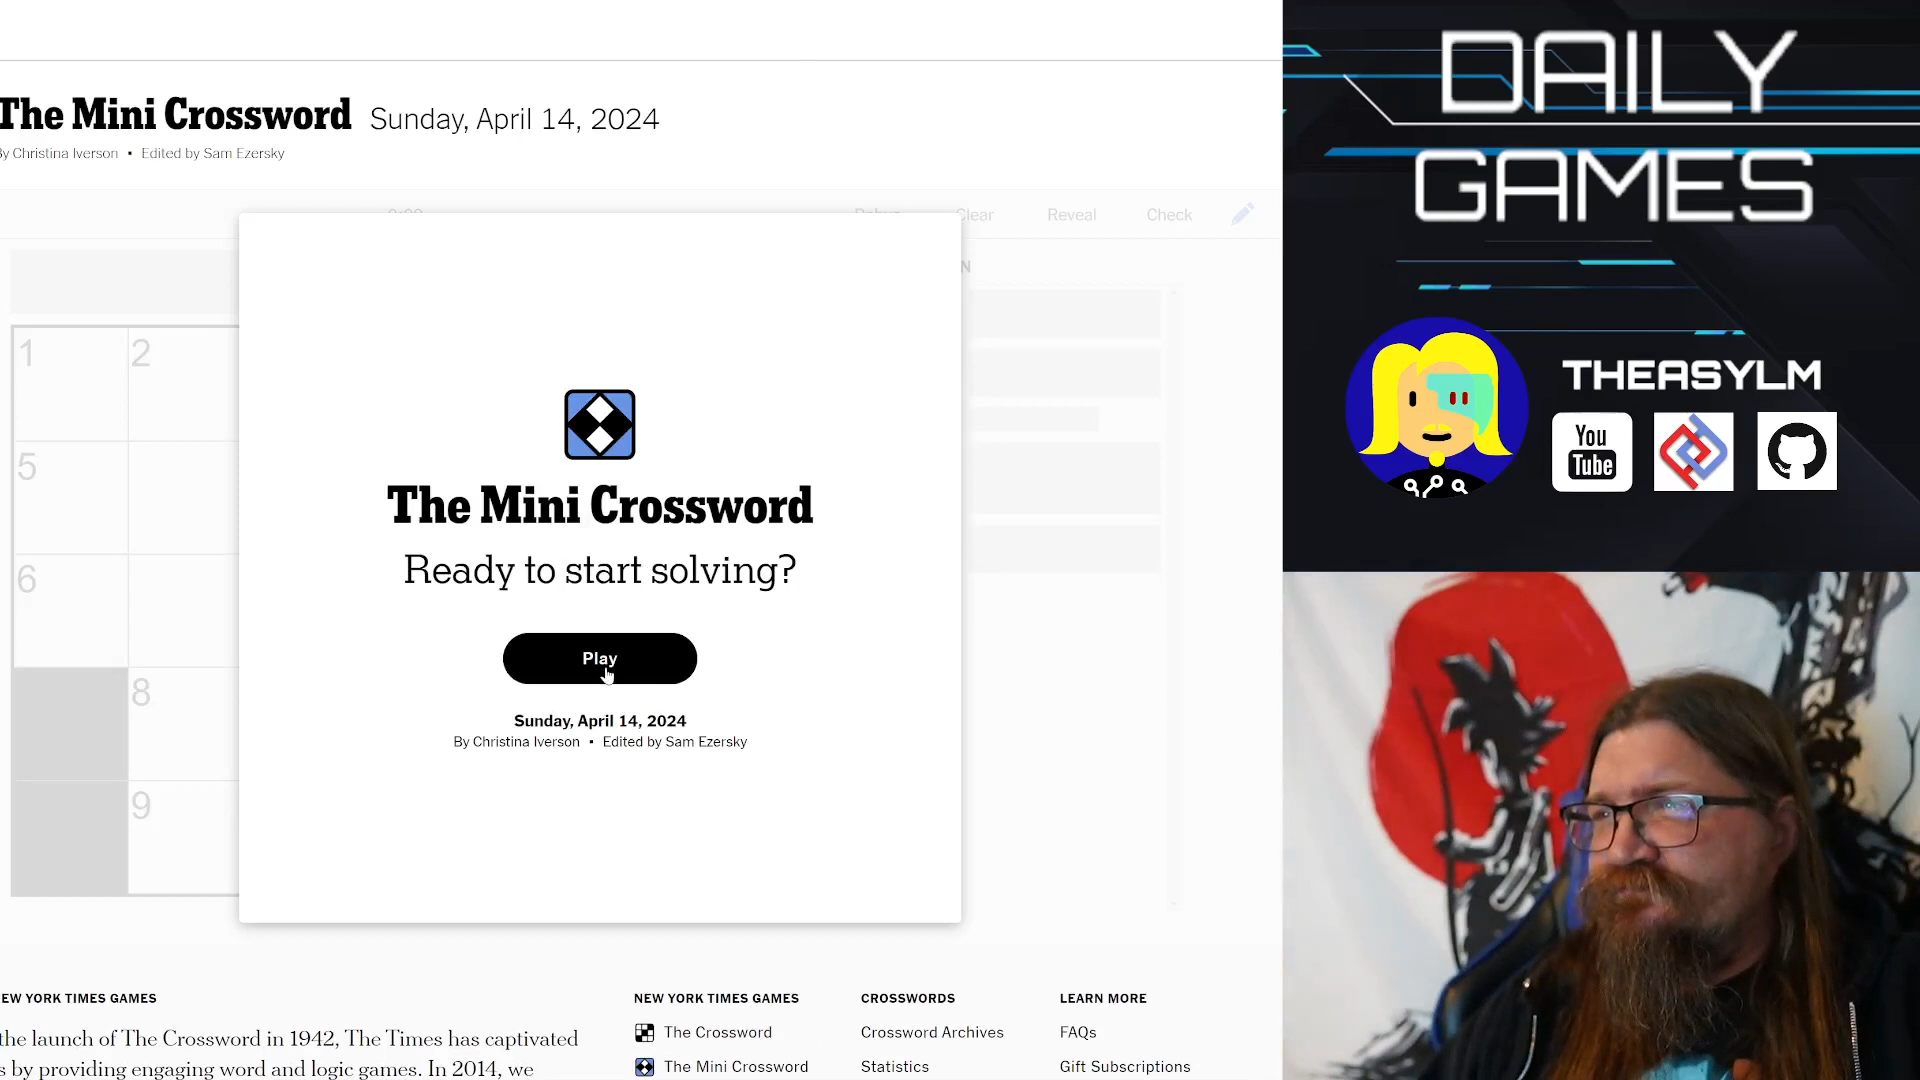 The Mini Crossword Sunday, April 14, 2024
By Christina Iverson • Edited by Sam Ezersky
Clear Reveal Check
1 2
5
6
8
9
The Mini Crossword
Ready to start solving?
Play
Sunday, April 14, 2024
By Christina Iverson • Edited by Sam Ezersky
EW YORK TIMES GAMES
the launch of The Crossword in 1942, The Times has captivated
s by providing engaging word and logic games. In 2014, we
NEW YORK TIMES GAMES
The Crossword
The Mini Crossword
CROSSWORDS
Crossword Archives
Statistics
LEARN MORE
FAQs
Gift Subscriptions
DAILY
GAMES
THEASYLM
You
Tube